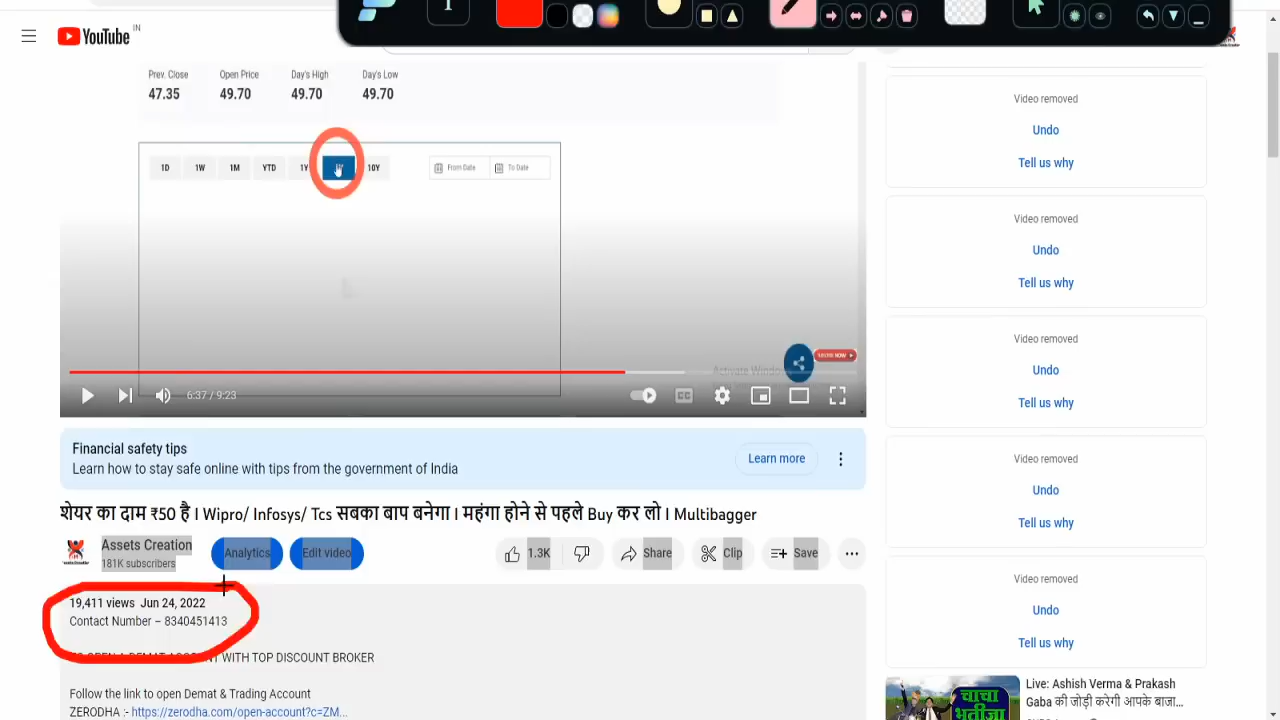 YouTube IN
Prev. Close Open Price Day's High Day's Low
47.35 49.70 49.70 49.70
1D 1W 1M YTD 1Y 10Y From Date To Date
Activate Windows
6:37 / 9:23
CC
Financial safety tips
Learn how to stay safe online with tips from the government of India
Learn more
शेयर का दाम ₹50 है I Wipro/ Infosys/ Tcs सबका बाप बनेगा I महंगा होने से पहले Buy कर लो I Multibagger
Assets Creation
181K subscribers
Analytics Edit video 1.3K Share Clip Save
19,411 views Jun 24, 2022
Contact Number – 8340451413
OPEN A DEMAT ACCOUNT WITH TOP DISCOUNT BROKER
Follow the link to open Demat & Trading Account
ZERODHA :- https://zerodha.com/open-account?c=ZM...
Video removed
Undo
Tell us why
Video removed
Undo
Tell us why
Video removed
Undo
Tell us why
Video removed
Undo
Tell us why
Video removed
Undo
Tell us why
चाचा
भतीजा
Live: Ashish Verma & Prakash
Gaba की जोड़ी करेगी आपके बाजा...